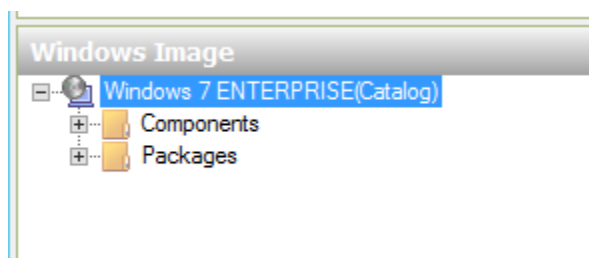 Windows Image
Windows 7 ENTERPRISE(Catalog)
Components
Packages